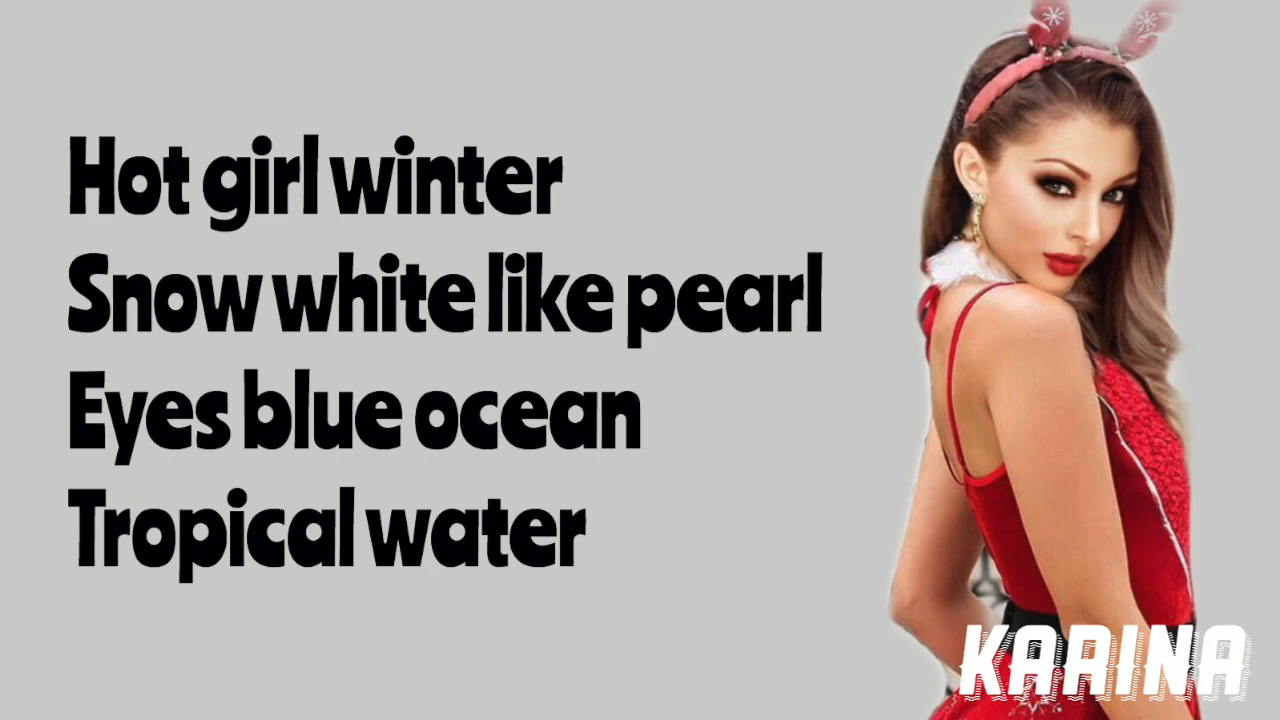 Hot girl winter
Snow white like pearl
Eyes blue ocean
Tropical water
KARINA